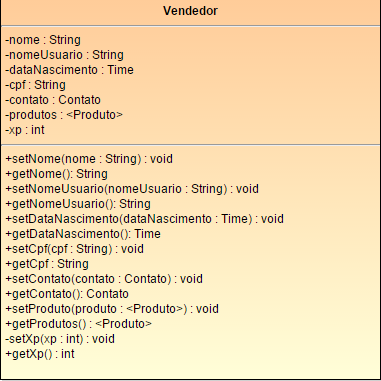 Vendedor
-nome : String
-nomeUsuario : String
-dataNascimento : Time
-cpf : String
-contato : Contato
-produtos : <Produto>
-xp : int
+setNome(nome : String) : void
+getNome(): String
+setNomeUsuario(nomeUsuario : String) : void
+getNomeUsuario(): String
+setDataNascimento(dataNascimento : Time) : void
+getDataNascimento(): Time
+setCpf(cpf : String) : void
+getCpf : String
+setContato(contato : Contato) : void
+getContato(): Contato
+setProduto(produto : <Produto>) : void
+getProdutos() : <Produto>
-setXp(xp : int) : void
+getXp() : int